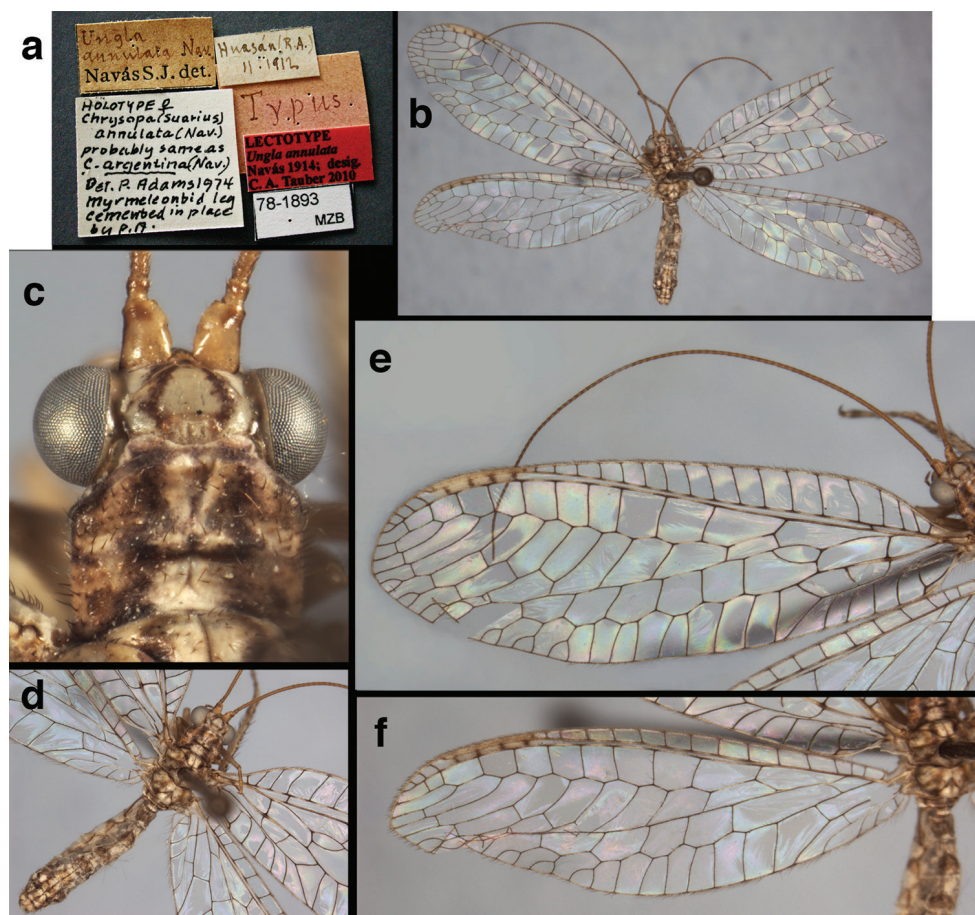 a
Ungla
annulata Nav.
Navás S.J. det.
Huasán (R.A.)
11.1912
Typus.
HOLOTYPE ♀
Chrysopa (Suarius)
annulata (Nav.)
probably same as
C. argentina (Nav.)
Det. P. Adams 1974
Myrmeleontid leg
cemented in place
by P.A.
LECTOTYPE
Ungla annulata
Navás 1914; desig.
C. A. Tauber 2010
78-1893
MZB
b
c
d
e
f